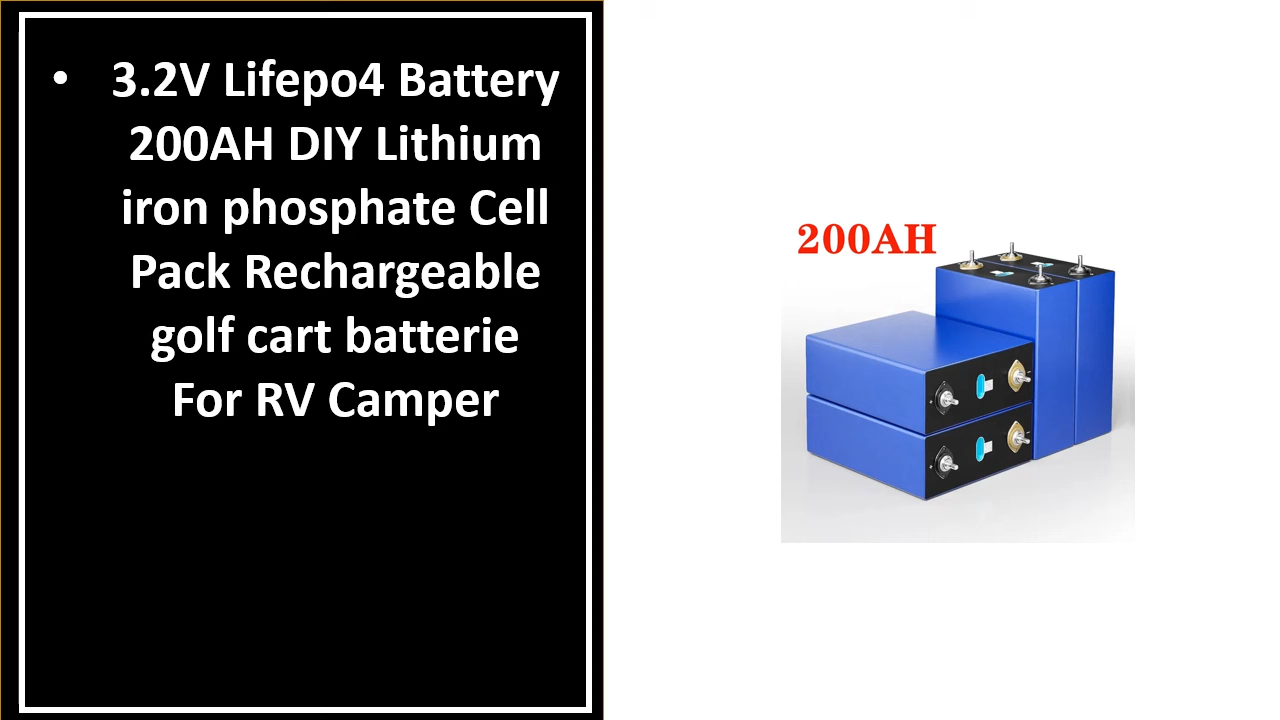 • 3.2V Lifepo4 Battery
200AH DIY Lithium
iron phosphate Cell
Pack Rechargeable
golf cart batterie
For RV Camper
200AH